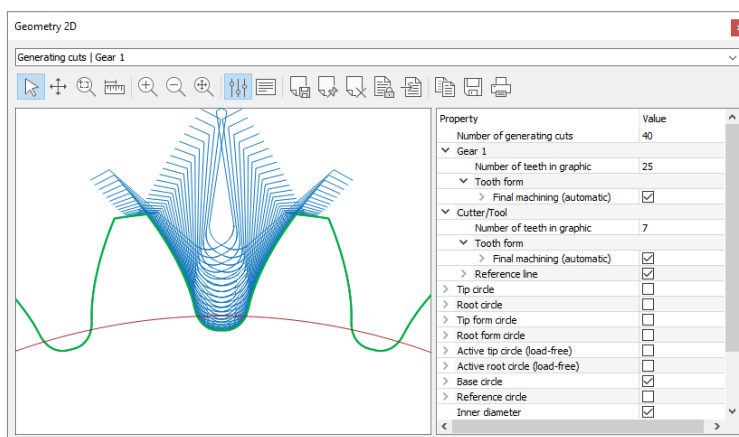 Geometry 2D
Generating cuts | Gear 1
Property Value
Number of generating cuts 40
Gear 1
Number of teeth in graphic 25
Tooth form
Final machining (automatic)
Cutter/Tool
Number of teeth in graphic 7
Tooth form
Final machining (automatic)
Reference line
Tip circle
Root circle
Tip form circle
Root form circle
Active tip circle (load-free)
Active root circle (load-free)
Base circle
Reference circle
Inner diameter